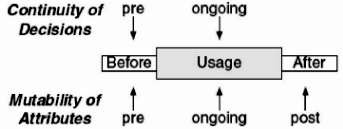 Continuity of Decisions pre ongoing
Before Usage After
Mutability of Attributes pre ongoing post